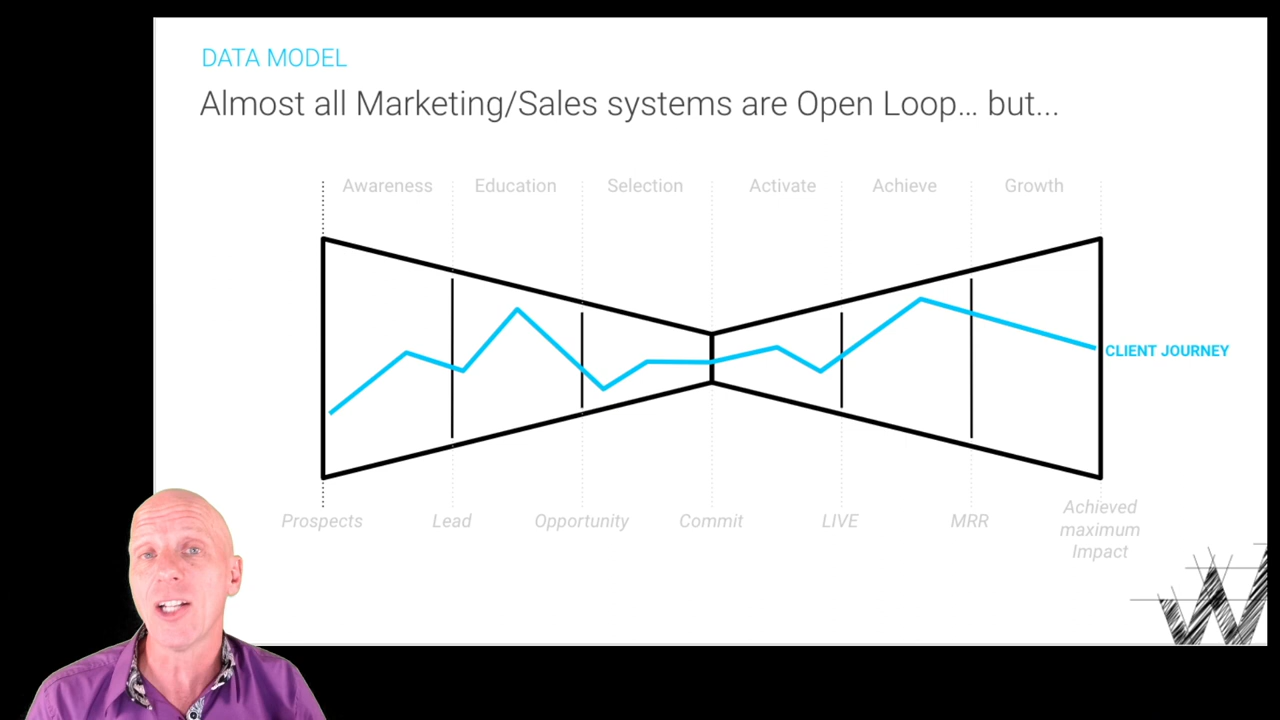 DATA MODEL
Almost all Marketing/Sales systems are Open Loop... but...
Awareness
Education
Selection
Activate
Achieve
Growth
CLIENT JOURNEY
Prospects
Lead
Opportunity
Commit
LIVE
MRR
Achieved
maximum
Impact
W